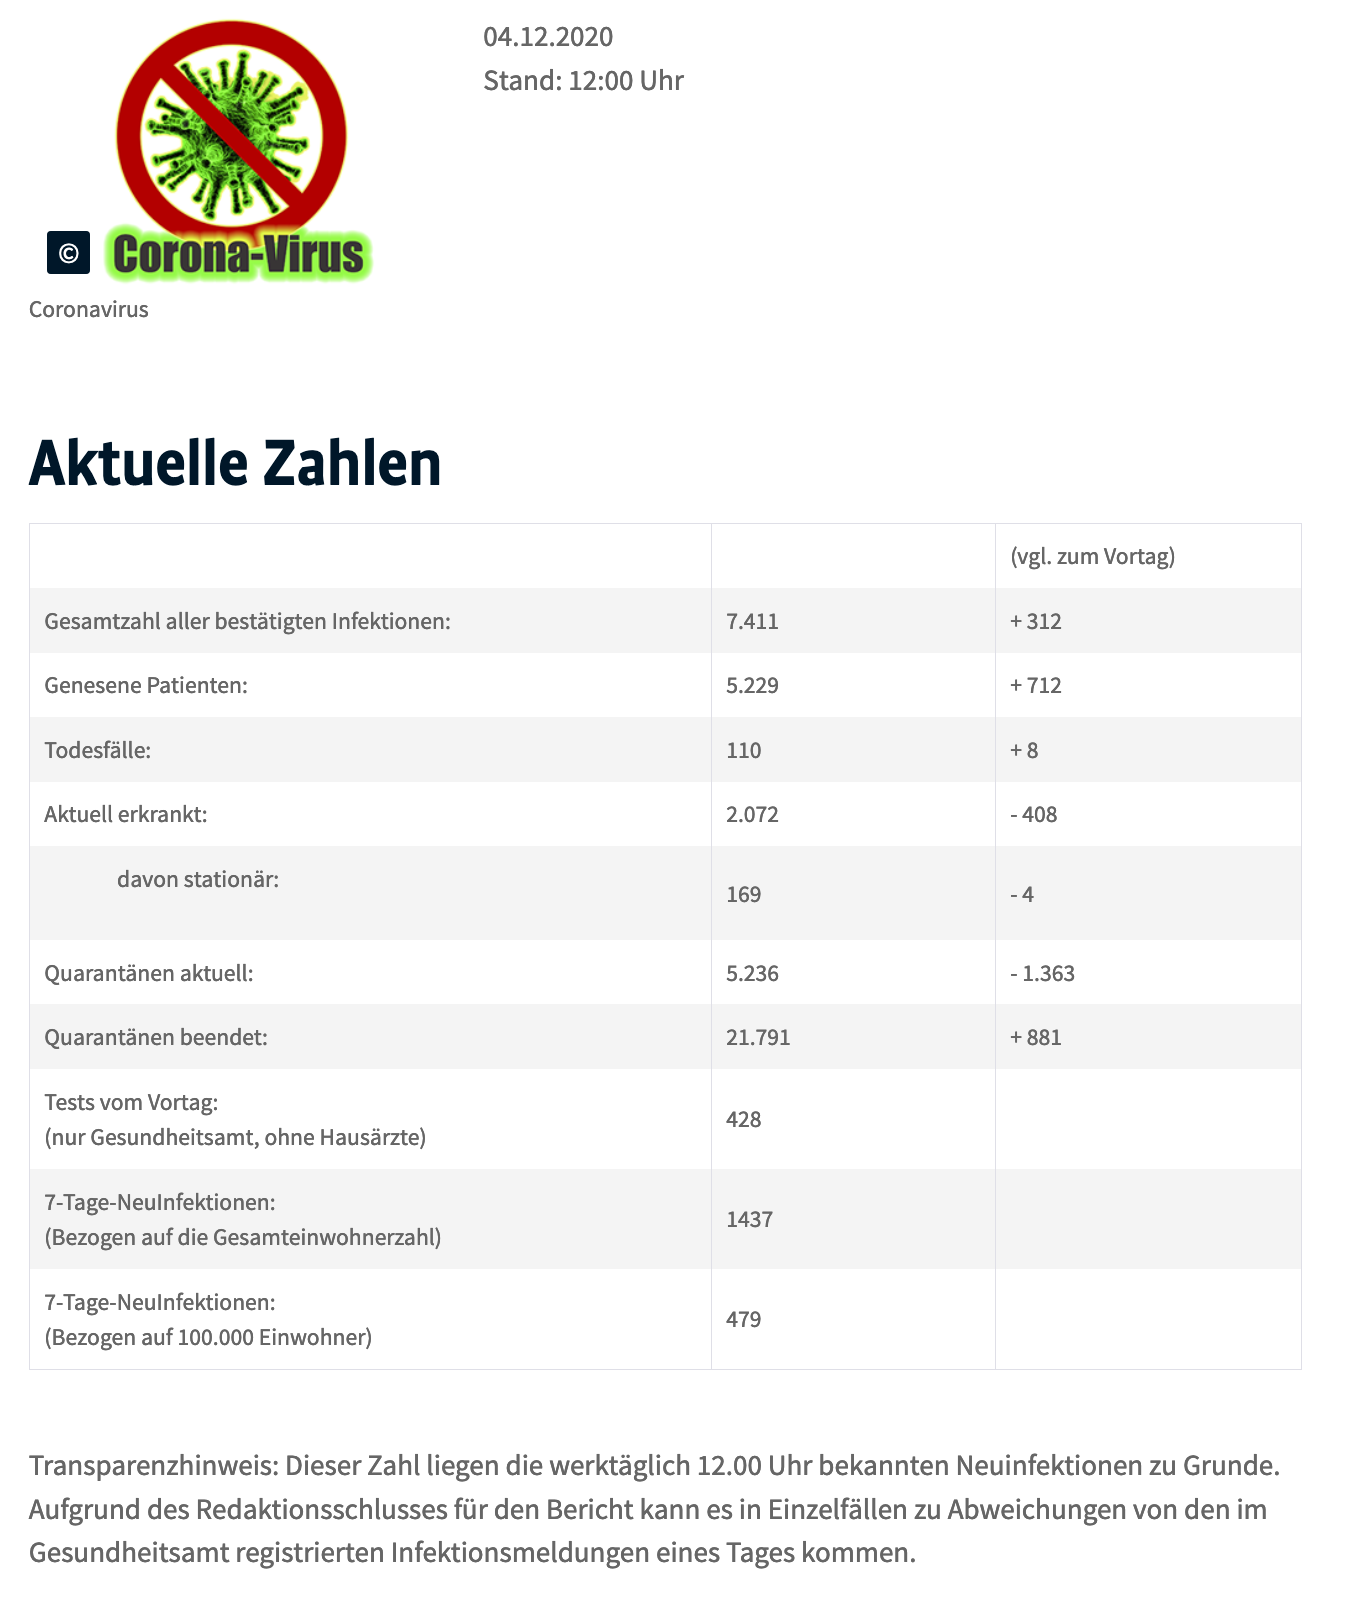 04.12.2020
Stand: 12:00 Uhr
©
Corona-Virus
Coronavirus
Aktuelle Zahlen
(vgl. zum Vortag)
Gesamtzahl aller bestätigten Infektionen: 7.411 + 312
Genesene Patienten: 5.229 + 712
Todesfälle: 110 + 8
Aktuell erkrankt: 2.072 - 408
davon stationär: 169 - 4
Quarantänen aktuell: 5.236 - 1.363
Quarantänen beendet: 21.791 + 881
Tests vom Vortag:
(nur Gesundheitsamt, ohne Hausärzte) 428
7-Tage-NeuInfektionen:
(Bezogen auf die Gesamteinwohnerzahl) 1437
7-Tage-NeuInfektionen:
(Bezogen auf 100.000 Einwohner) 479
Transparenzhinweis: Dieser Zahl liegen die werktäglich 12.00 Uhr bekannten Neuinfektionen zu Grunde.
Aufgrund des Redaktionsschlusses für den Bericht kann es in Einzelfällen zu Abweichungen von den im
Gesundheitsamt registrierten Infektionsmeldungen eines Tages kommen.